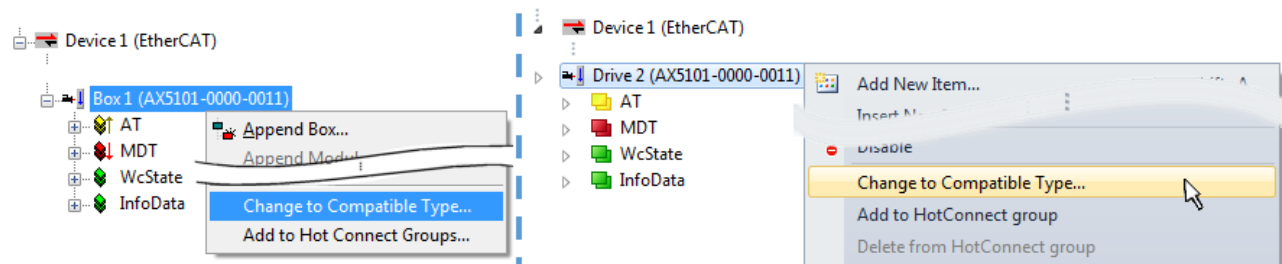 Device 1 (EtherCAT)
Box 1 (AX5101-0000-0011)
AT
MDT
WcState
InfoData
Append Box...
Append
Change to Compatible Type...
Add to Hot Connect Groups...
Device 1 (EtherCAT)
Drive 2 (AX5101-0000-0011)
AT
MDT
WcState
InfoData
Add New Item...
Insert
Disable
Change to Compatible Type...
Add to HotConnect group
Delete from HotConnect group